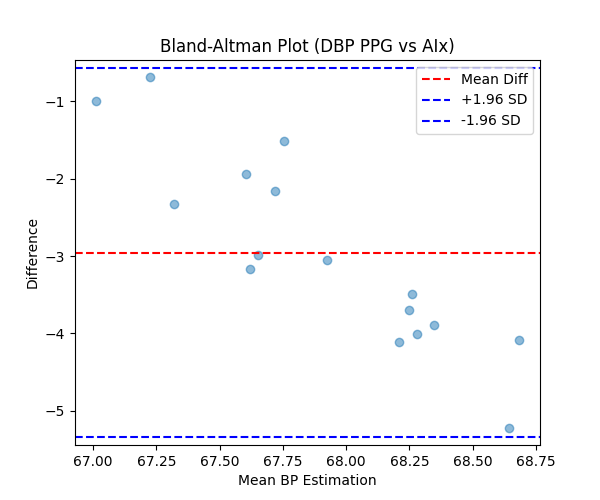 Bland-Altman Plot (DBP PPG vs AIx)
Mean Diff
+1.96 SD
-1.96 SD
Difference
−1
−2
−3
−4
−5
67.00 67.25 67.50 67.75 68.00 68.25 68.50 68.75
Mean BP Estimation